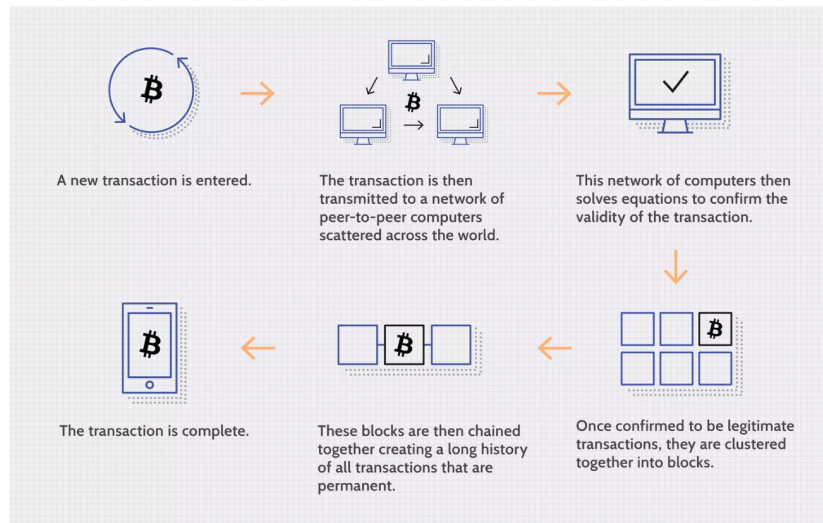 A new transaction is entered.
The transaction is then
transmitted to a network of
peer-to-peer computers
scattered across the world.
This network of computers then
solves equations to confirm the
validity of the transaction.
Once confirmed to be legitimate
transactions, they are clustered
together into blocks.
These blocks are then chained
together creating a long history
of all transactions that are
permanent.
The transaction is complete.